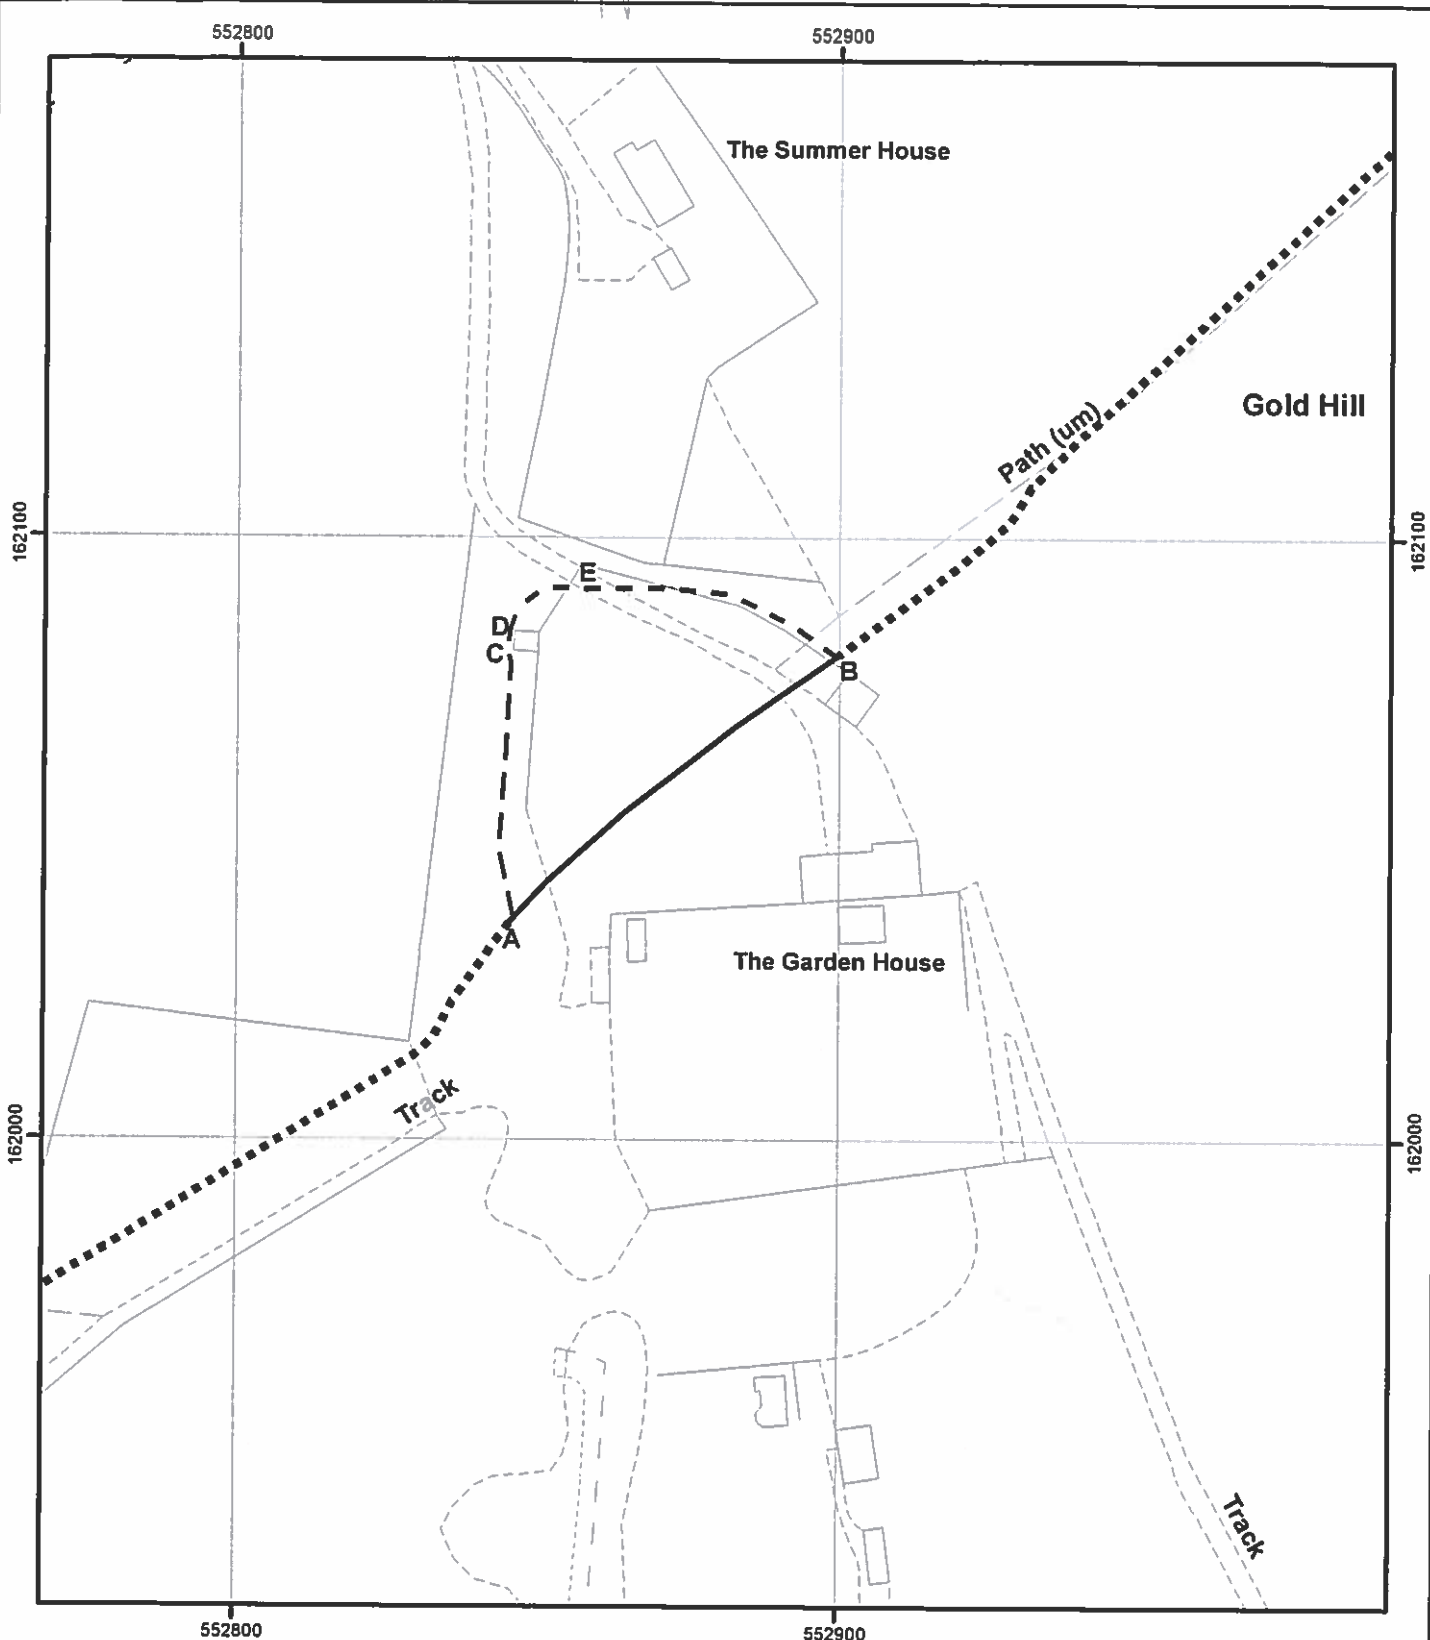 552800
552900
The Summer House
Gold Hill
Path (um)
162100
162100
E
D
C
B
A
The Garden House
Track
162000
162000
Track
552800
552900